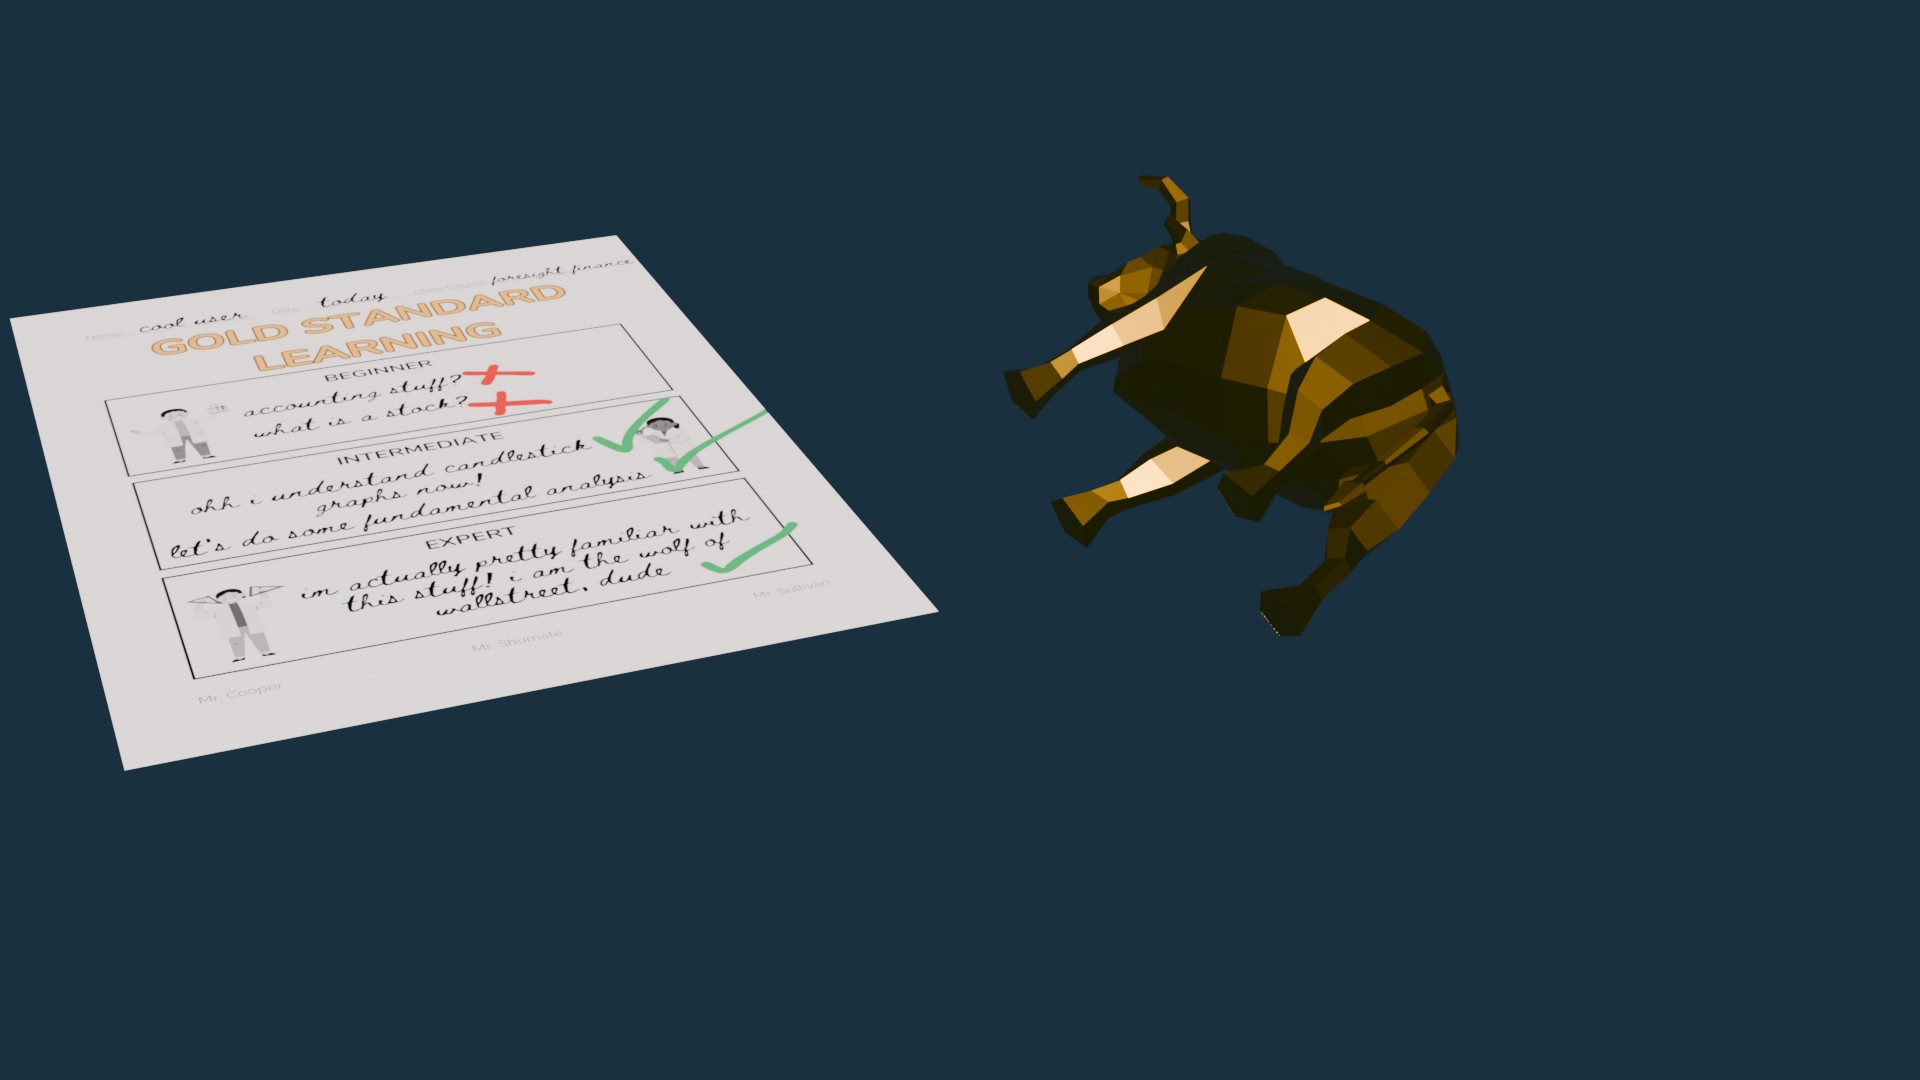 Name: cool user Date: today Class Course: foresight finance
GOLD STANDARD
LEARNING
BEGINNER
accounting stuff?
what is a stock?
INTERMEDIATE
ohh i understand candlestick
graphs now!
let's do some fundamental analysis
EXPERT
im actually pretty familiar with
this stuff! i am the wolf of
wallstreet, dude
Mr. Cooper
Mr. Shumate
Mr. Sullivan